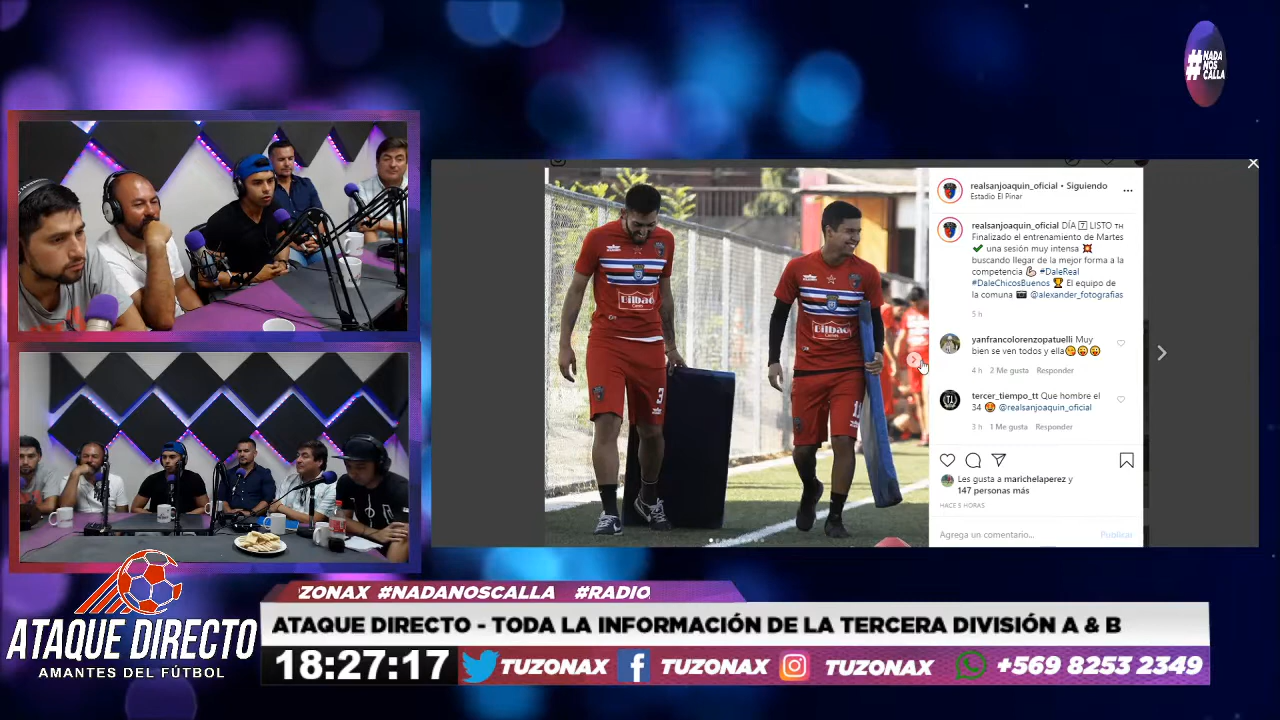 #NADA
NOS
CALLA
realsanjoaquin_oficial • Siguiendo
Estadio El Pinar
realsanjoaquin_oficial DÍA 7 LISTO TM
Finalizado el entrenamiento de Martes
✔ una sesión muy intensa 💥
buscando llegar de la mejor forma a la
competencia 💪🏻 #DaleReal
#DaleChicosBuenos 🏆 El equipo de
la comuna 📷 @alexander_fotografias
5 h
yanfrancolorenzopatuelli Muy
bien se ven todos y ella😋😛😛
4 h 2 Me gusta Responder
tercer_tiempo_tt Que hombre el
34 @realsanjoaquin_oficial
3 h 1 Me gusta Responder
Les gusta a marichelaperez y
147 personas más
HACE 5 HORAS
Agrega un comentario... Publicar
Bilbao
3
Bilbao
ATAQUE DIRECTO
AMANTES DEL FÚTBOL
ZONAX #NADANOSCALLA #RADIO
ATAQUE DIRECTO - TODA LA INFORMACIÓN DE LA TERCERA DIVISIÓN A & B
18:27:17 TUZONAX TUZONAX TUZONAX +569 8253 2349